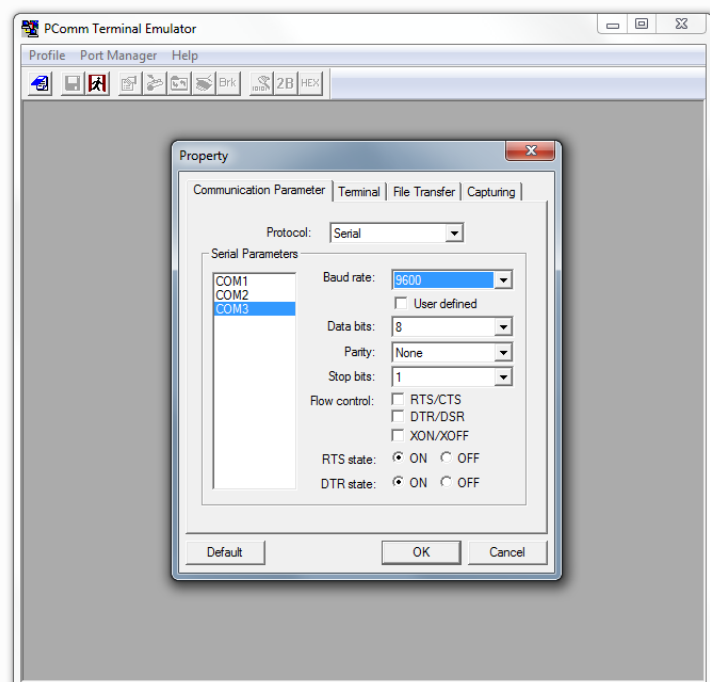 PComm Terminal Emulator
Profile Port Manager Help
Brk 2B HEX
Property
Communication Parameter Terminal File Transfer Capturing
Protocol: Serial
Serial Parameters
COM1
COM2
COM3
Baud rate: 9600
User defined
Data bits: 8
Parity: None
Stop bits: 1
Flow control: RTS/CTS
DTR/DSR
XON/XOFF
RTS state: ON OFF
DTR state: ON OFF
Default OK Cancel